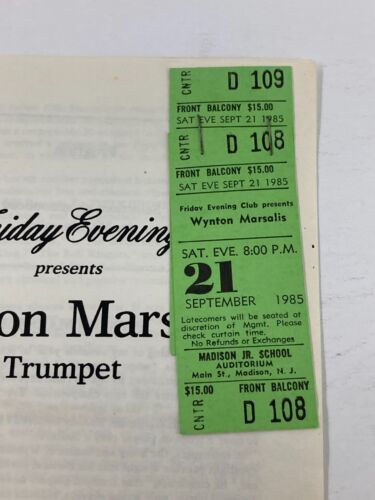 CNTR D 109
FRONT BALCONY $15.00
SAT EVE SEPT 21 1985
CNTR D 108
FRONT BALCONY $15.00
SAT EVE SEPT 21 1985
Friday Evening Club presents
Wynton Marsalis
SAT. EVE. 8:00 P.M.
21
SEPTEMBER 1985
Latecomers will be seated at
discretion of Mgmt. Please
check curtain time.
No Refunds or Exchanges
MADISON JR. SCHOOL
AUDITORIUM
Main St., Madison, N. J.
$15.00 FRONT BALCONY
CNTR D 108
riday Evening
presents
on Mars
Trumpet